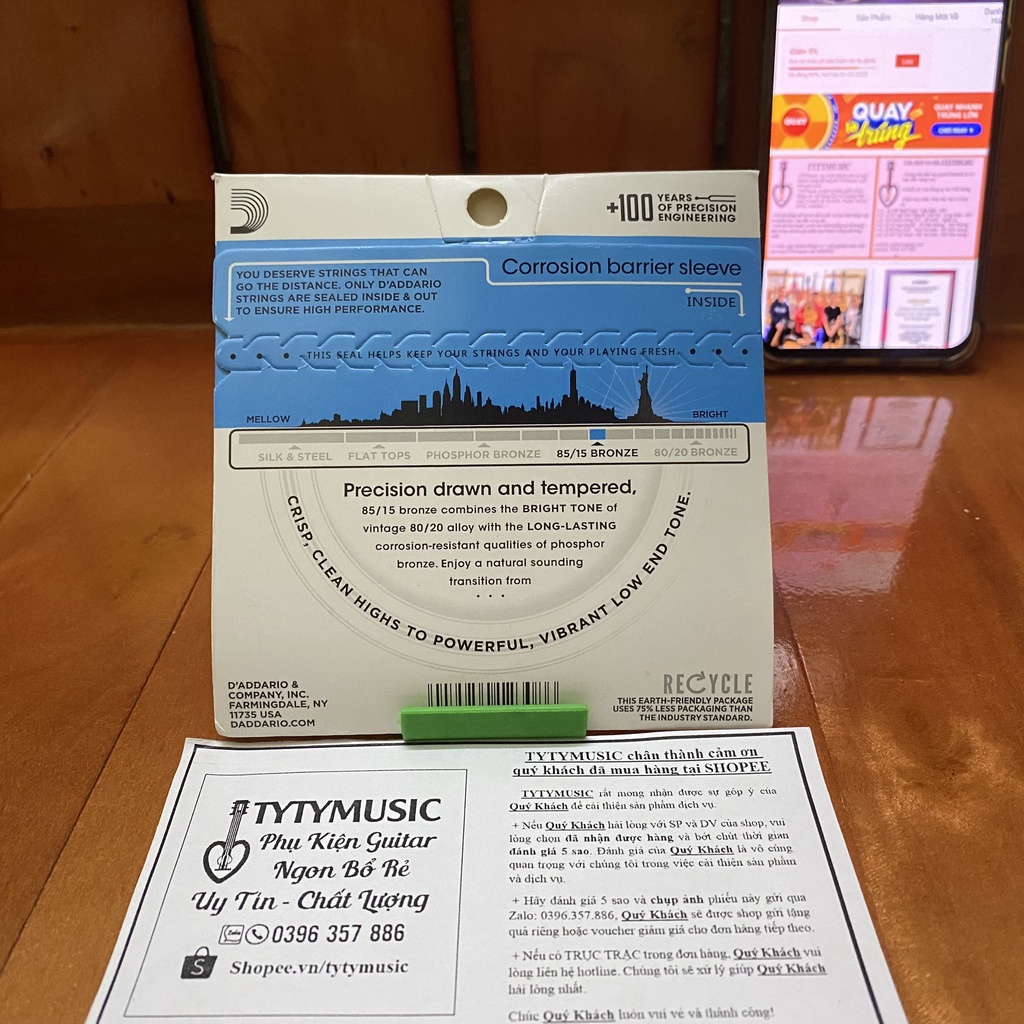 Shop
Sản Phẩm
Hàng Mới Về
QUAY
trúng
QUAY NHANH
TRÚNG LỚN
QUAY
TYTYMUSIC
+100 YEARS
OF PRECISION
ENGINEERING
YOU DESERVE STRINGS THAT CAN
GO THE DISTANCE. ONLY D'ADDARIO
STRINGS ARE SEALED INSIDE & OUT
TO ENSURE HIGH PERFORMANCE.
Corrosion barrier sleeve
INSIDE
THIS SEAL HELPS KEEP YOUR STRINGS AND YOUR PLAYING FRESH
MELLOW
BRIGHT
SILK & STEEL
FLAT TOPS
PHOSPHOR BRONZE
85/15 BRONZE
80/20 BRONZE
Precision drawn and tempered,
85/15 bronze combines the BRIGHT TONE of
vintage 80/20 alloy with the LONG-LASTING
corrosion-resistant qualities of phosphor
bronze. Enjoy a natural sounding
transition from
. . .
CRISP, CLEAN HIGHS TO POWERFUL, VIBRANT LOW END TONE.
D'ADDARIO &
COMPANY, INC.
FARMINGDALE, NY
11735 USA
DADDARIO.COM
RECYCLE
THIS EARTH-FRIENDLY PACKAGE
USES 75% LESS PACKAGING THAN
THE INDUSTRY STANDARD.
TYTYMUSIC
Phụ Kiện Guitar
Ngon Bổ Rẻ
Uy Tín - Chất Lượng
Zalo
0396 357 886
S
Shopee.vn/tytymusic
TYTYMUSIC chân thành cảm ơn
quý khách đã mua hàng tại SHOPEE
TYTYMUSIC rất mong nhận được sự góp ý của
Quý Khách để cải thiện sản phẩm dịch vụ.
+ Nếu Quý Khách hài lòng với SP và DV của shop, vui
lòng chọn đã nhận được hàng và bớt chút thời gian
đánh giá 5 sao. Đánh giá của Quý Khách là vô cùng
quan trọng với chúng tôi trong việc cải thiện sản phẩm
và dịch vụ.
+ Hãy đánh giá 5 sao và chụp ảnh phiếu này gửi qua
Zalo: 0396.357.886, Quý Khách sẽ được shop gửi tặng
quà riêng hoặc voucher giảm giá cho đơn hàng tiếp theo.
+ Nếu có TRỤC TRẶC trong đơn hàng, Quý Khách vui
lòng liên hệ hotline. Chúng tôi sẽ xử lý giúp Quý Khách
hài lòng nhất.
Chúc Quý Khách luôn vui vẻ và thành công!